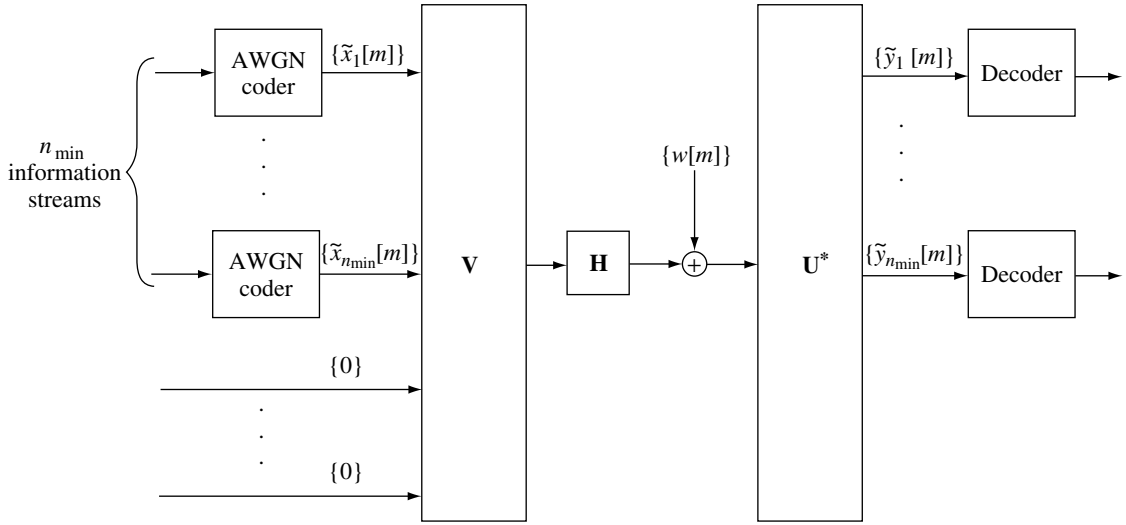 n_min
information
streams
AWGN
coder
{x̃_1[m]}
AWGN
coder
{x̃_{n_min}[m]}
{0}
{0}
V
H
{w[m]}
+
U*
{ỹ_1 [m]}
Decoder
{ỹ_{n_min}[m]}
Decoder